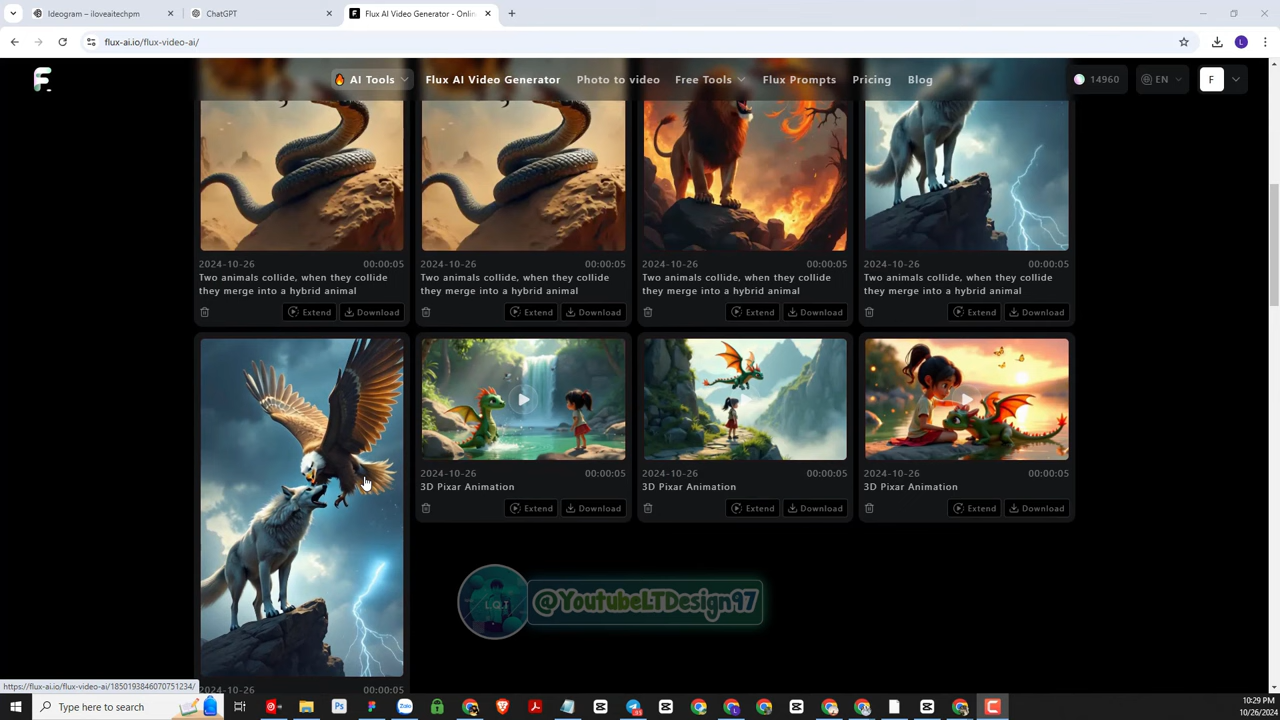 Ideogram – iloveaitechpm
ChatGPT
Flux AI Video Generator - Onlin
flux-ai.io/flux-video-ai/
F.
AI Tools
Flux AI Video Generator
Photo to video
Free Tools
Flux Prompts
Pricing
Blog
14960
EN
F
2024-10-26 00:00:05
Two animals collide, when they collide
they merge into a hybrid animal
Extend Download
2024-10-26 00:00:05
Two animals collide, when they collide
they merge into a hybrid animal
Extend Download
2024-10-26 00:00:05
Two animals collide, when they collide
they merge into a hybrid animal
Extend Download
2024-10-26 00:00:05
Two animals collide, when they collide
they merge into a hybrid animal
Extend Download
2024-10-26 00:00:05
3D Pixar Animation
Extend Download
2024-10-26 00:00:05
3D Pixar Animation
Extend Download
2024-10-26 00:00:05
3D Pixar Animation
Extend Download
L.Q.T
@YoutubeLTDesign97
2024-10-26 00:00:05
https://flux-ai.io/flux-video-ai/1850193846070751234/
Type here to search
10:29 PM
10/26/2024